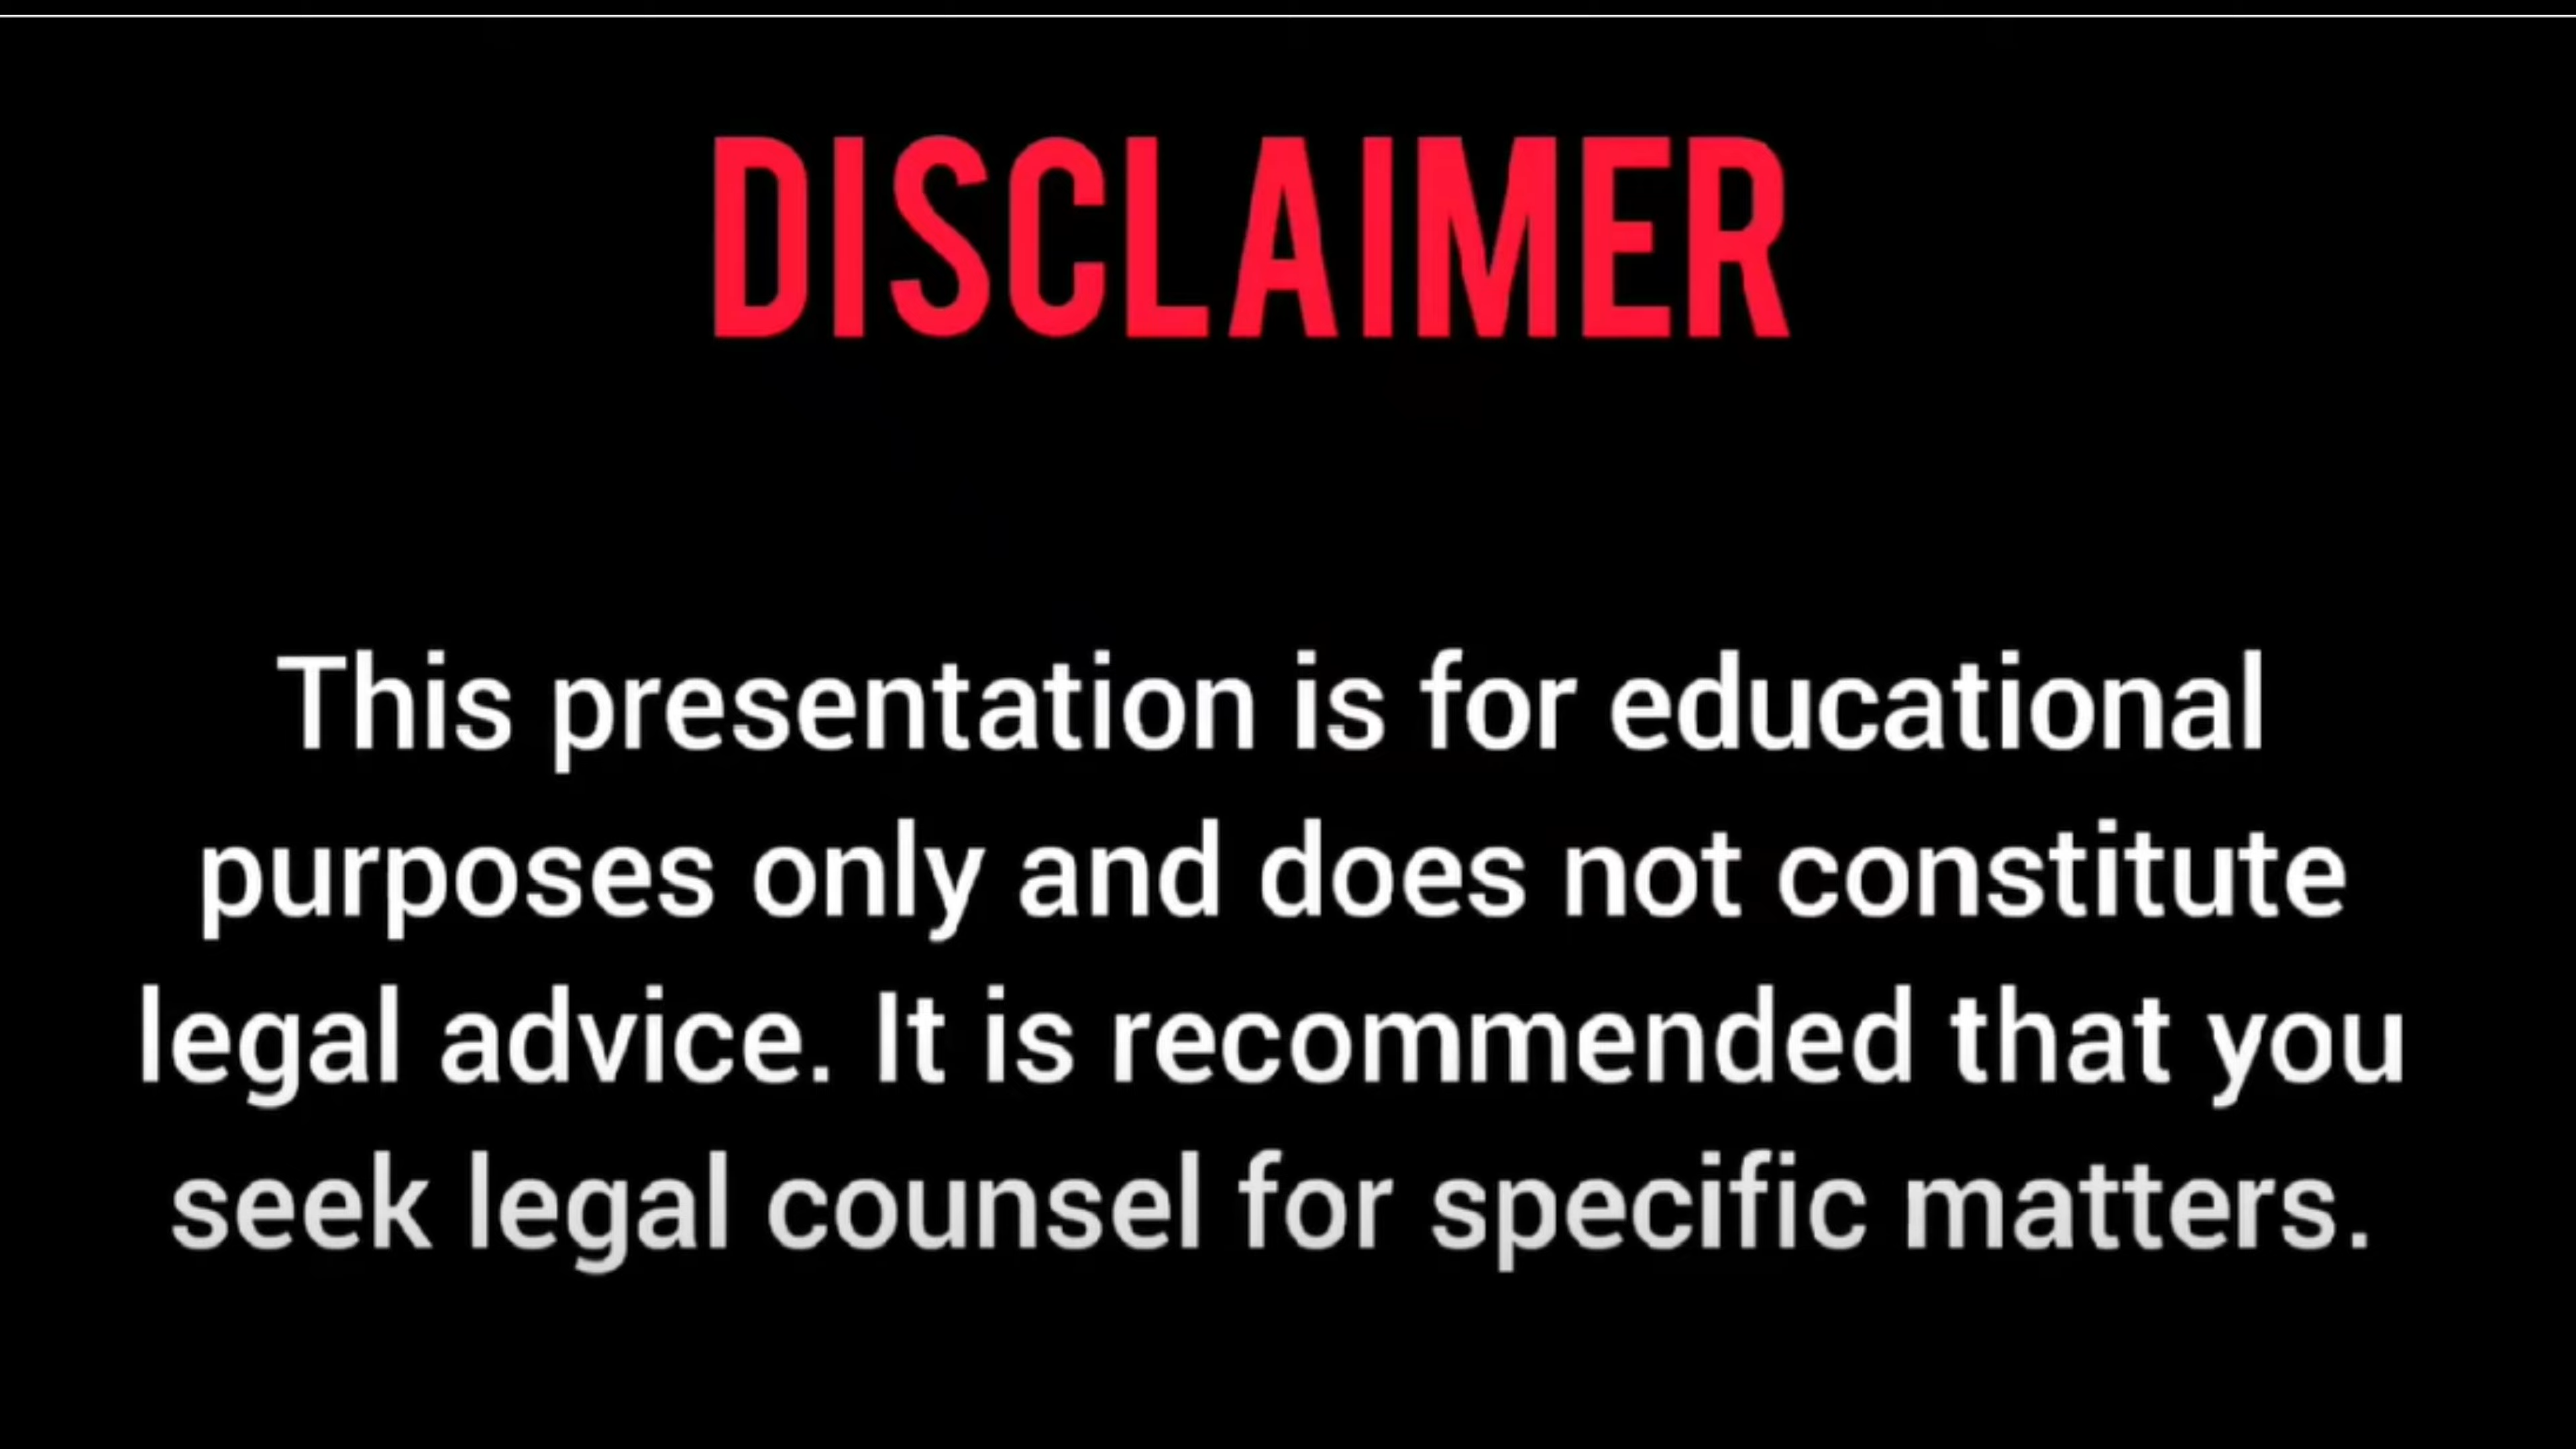 DISCLAIMER
This presentation is for educational
purposes only and does not constitute
legal advice. It is recommended that you
seek legal counsel for specific matters.